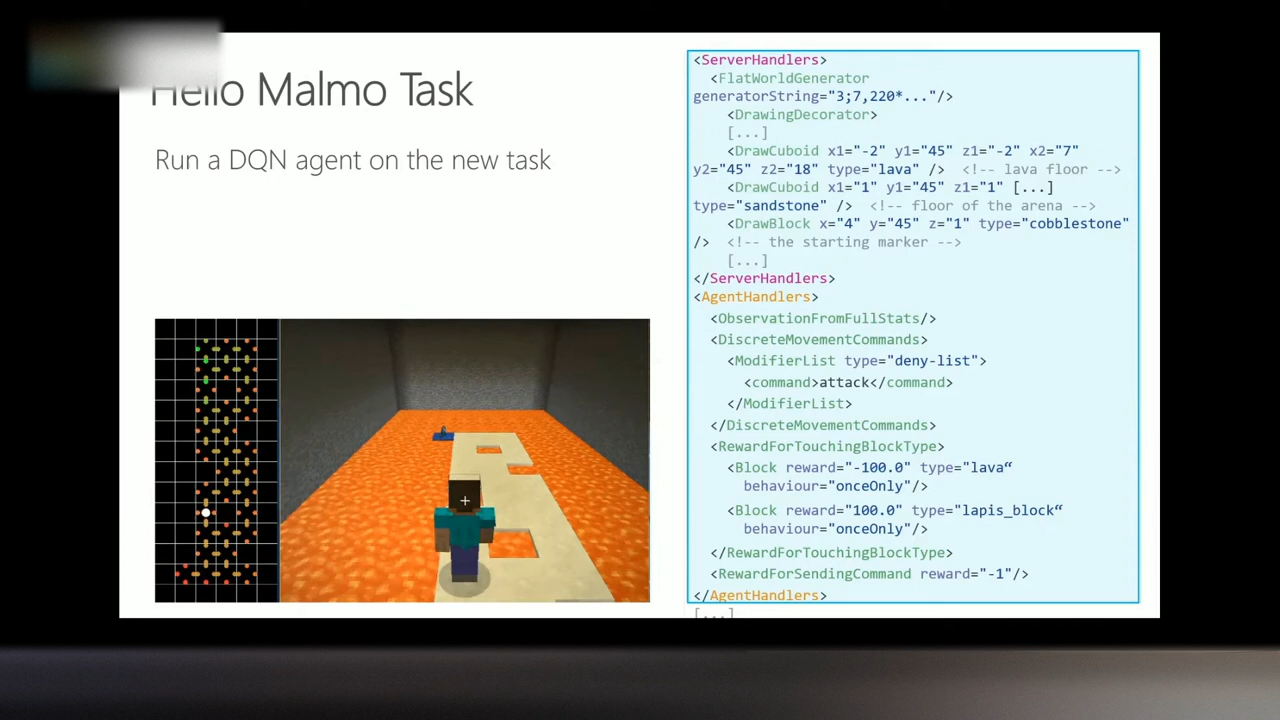 Hello Malmo Task
Run a DQN agent on the new task
<ServerHandlers>
<FlatWorldGenerator
generatorString="3;7,220*..."/>
<DrawingDecorator>
[...]
<DrawCuboid x1="-2" y1="45" z1="-2" x2="7"
y2="45" z2="18" type="lava" /> <!-- lava floor -->
<DrawCuboid x1="1" y1="45" z1="1" [...]
type="sandstone" /> <!-- floor of the arena -->
<DrawBlock x="4" y="45" z="1" type="cobblestone"
/> <!-- the starting marker -->
[...]
</ServerHandlers>
<AgentHandlers>
<ObservationFromFullStats/>
<DiscreteMovementCommands>
<ModifierList type="deny-list">
<command>attack</command>
</ModifierList>
</DiscreteMovementCommands>
<RewardForTouchingBlockType>
<Block reward="-100.0" type="lava“
behaviour="onceOnly"/>
<Block reward="100.0" type="lapis_block“
behaviour="onceOnly"/>
</RewardForTouchingBlockType>
<RewardForSendingCommand reward="-1"/>
</AgentHandlers>
[...]